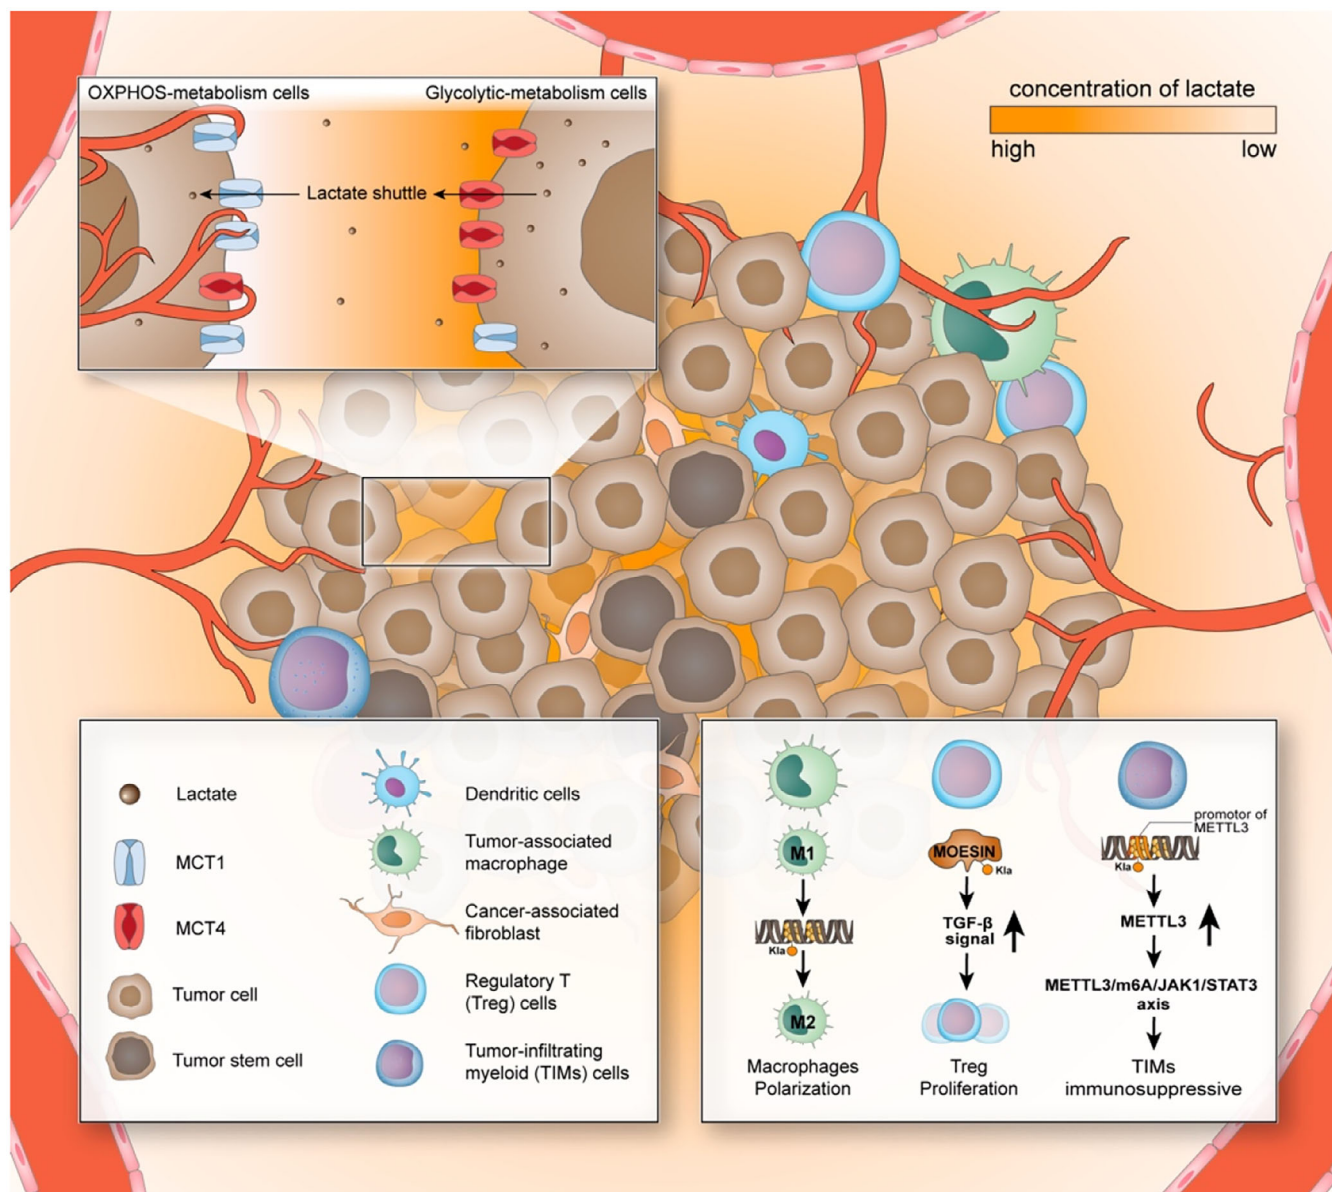 OXPHOS-metabolism cells
Glycolytic-metabolism cells
Lactate shuttle
concentration of lactate
high
low
Lactate
MCT1
MCT4
Tumor cell
Tumor stem cell
Dendritic cells
Tumor-associated
macrophage
Cancer-associated
fibroblast
Regulatory T
(Treg) cells
Tumor-infiltrating
myeloid (TIMs) cells
M1
Kla
M2
Macrophages
Polarization
MOESIN
Kla
TGF-β
signal
Treg
Proliferation
promotor of
METTL3
Kla
METTL3
METTL3/m6A/JAK1/STAT3
axis
TIMs
immunosuppressive